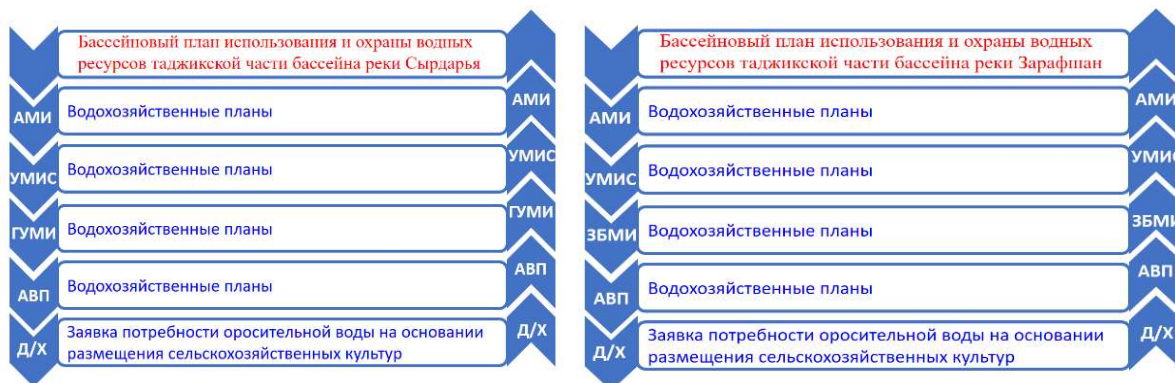 Бассейновый план использования и охраны водных
ресурсов таджикской части бассейна реки Сырдарья
АМИ
Водохозяйственные планы
АМИ
УМИС
Водохозяйственные планы
УМИС
ГУМИ
Водохозяйственные планы
ГУМИ
АВП
Водохозяйственные планы
АВП
Д/Х
Заявка потребности оросительной воды на основании
размещения сельскохозяйственных культур
Д/Х
Бассейновый план использования и охраны водных
ресурсов таджикской части бассейна реки Зарафшан
АМИ
Водохозяйственные планы
АМИ
УМИС
Водохозяйственные планы
УМИС
ЗБМИ
Водохозяйственные планы
ЗБМИ
АВП
Водохозяйственные планы
АВП
Д/Х
Заявка потребности оросительной воды на основании
размещения сельскохозяйственных культур
Д/Х